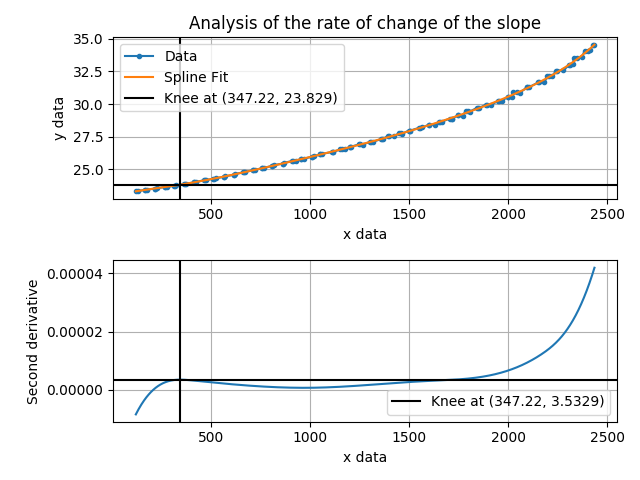 Analysis of the rate of change of the slope
35.0
32.5
30.0
27.5
25.0
y data
Data
Spline Fit
Knee at (347.22, 23.829)
500 1000 1500 2000 2500
x data
0.00004
0.00002
0.00000
Second derivative
Knee at (347.22, 3.5329)
500 1000 1500 2000 2500
x data